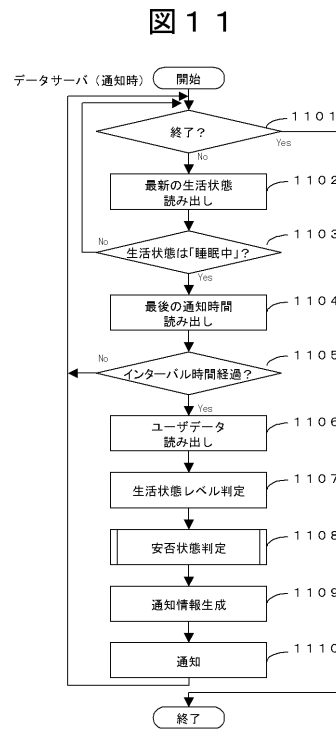 図１１
データサーバ（通知時）
開始
終了？
１１０１
Yes
No
最新の生活状態
読み出し
１１０２
生活状態は「睡眠中」？
１１０３
No
Yes
最後の通知時間
読み出し
１１０４
インターバル時間経過？
１１０５
No
Yes
ユーザデータ
読み出し
１１０６
生活状態レベル判定
１１０７
安否状態判定
１１０８
通知情報生成
１１０９
通知
１１１０
終了